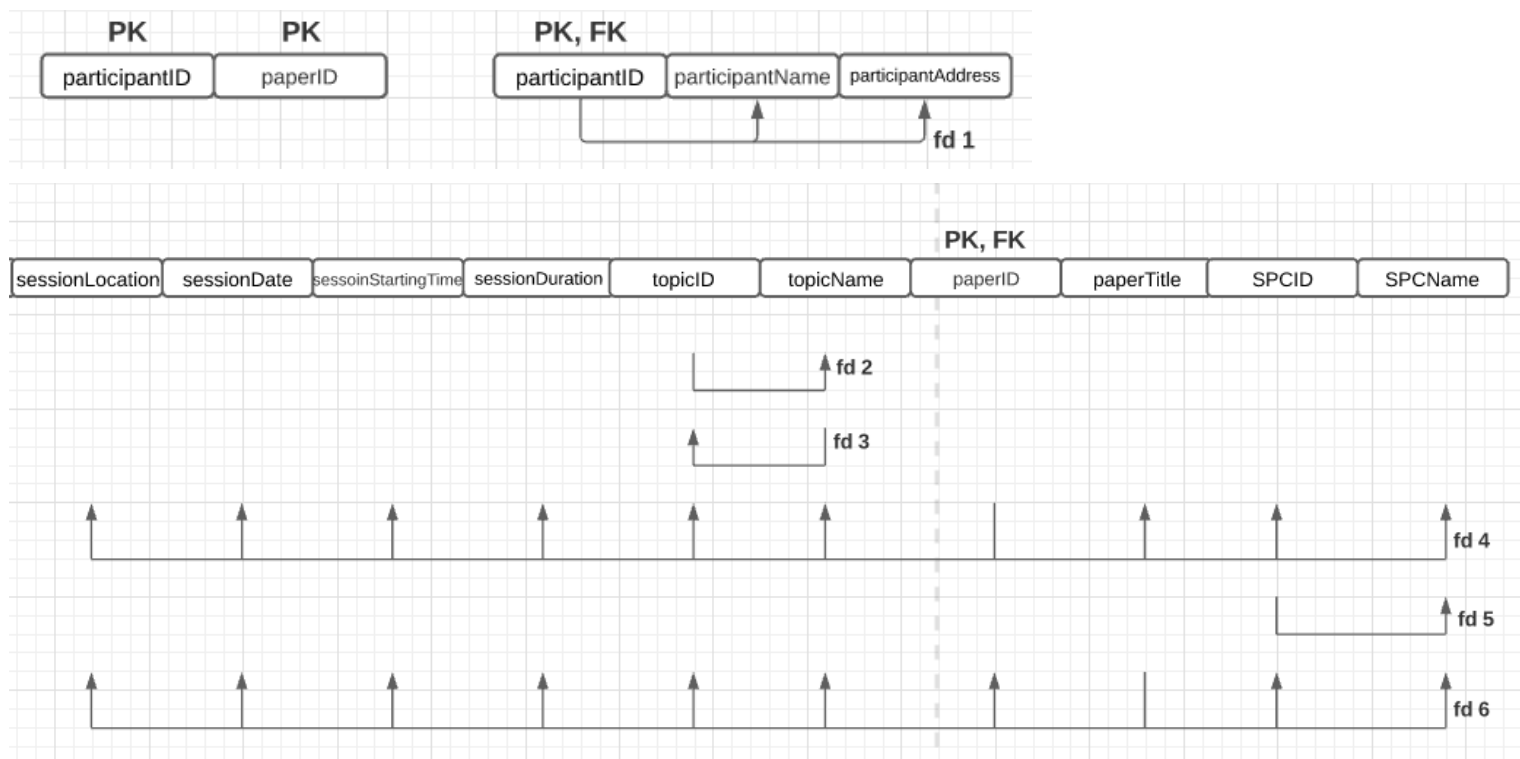 PK PK PK, FK
participantID paperID participantID participantName participantAddress
fd 1
PK, FK
sessionLocation sessionDate sessoinStartingTime sessionDuration topicID topicName paperID paperTitle SPCID SPCName
fd 2
fd 3
fd 4
fd 5
fd 6